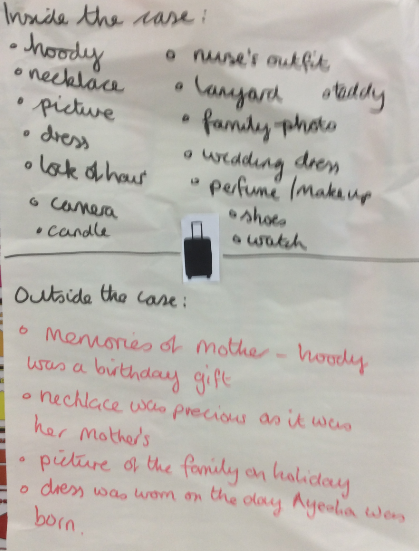 Inside the case:
• hoody
• necklace
• picture
• dress
• lock of hair
• camera
• candle
• nurse's outfit
• lanyard • teddy
• family photo
• wedding dress
• perfume / make up
• shoes
• watch
Outside the case:
• Memories of mother - hoody
was a birthday gift
• necklace was precious as it was
her mother's
• picture of the family on holiday
• dress was worn on the day Ayesha was
born.